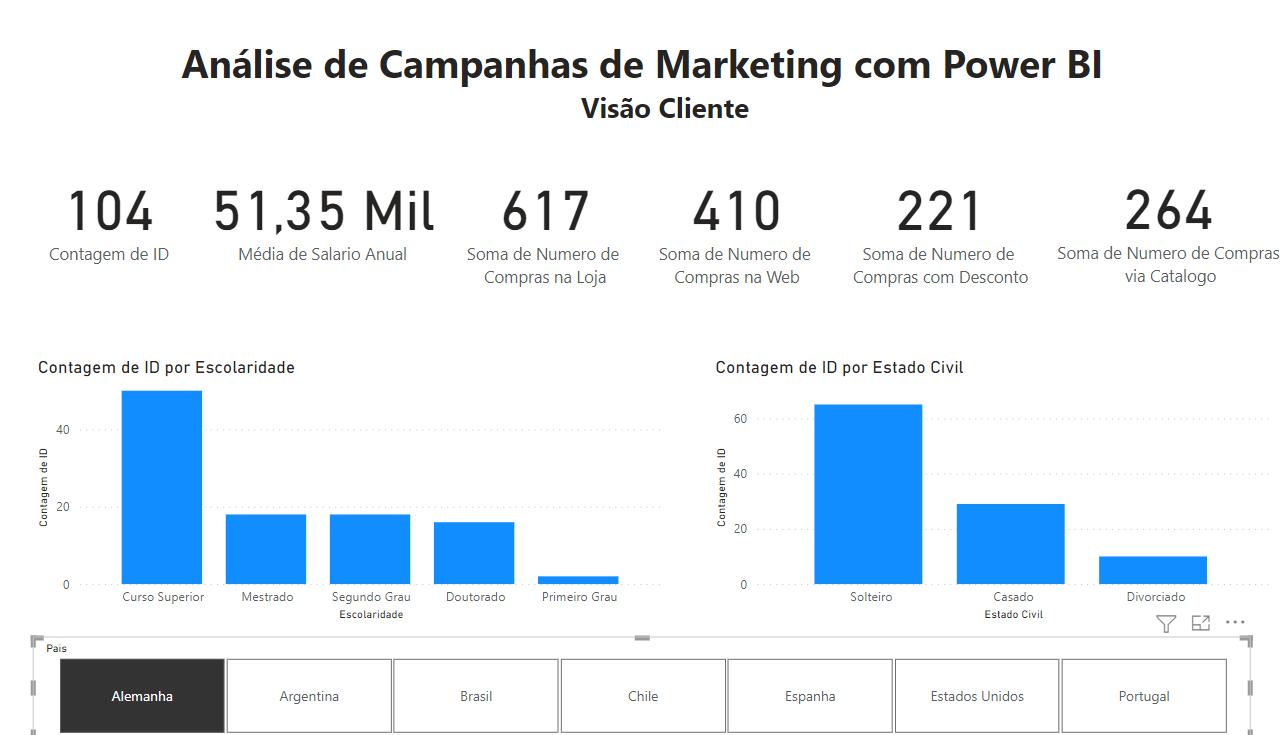 Análise de Campanhas de Marketing com Power BI
Visão Cliente
104
Contagem de ID
51,35 Mil
Média de Salario Anual
617
Soma de Numero de
Compras na Loja
410
Soma de Numero de
Compras na Web
221
Soma de Numero de
Compras com Desconto
264
Soma de Numero de Compras
via Catalogo
Contagem de ID por Escolaridade
Contagem de ID
40
20
0
Curso Superior
Mestrado
Segundo Grau
Doutorado
Primeiro Grau
Escolaridade
Contagem de ID por Estado Civil
Contagem de ID
60
40
20
0
Solteiro
Casado
Divorciado
Estado Civil
Pais
Alemanha
Argentina
Brasil
Chile
Espanha
Estados Unidos
Portugal